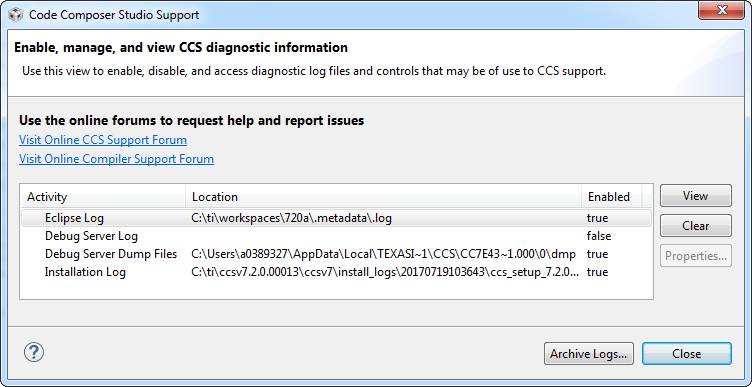 Code Composer Studio Support
Enable, manage, and view CCS diagnostic information
Use this view to enable, disable, and access diagnostic log files and controls that may be of use to CCS support.
Use the online forums to request help and report issues
Visit Online CCS Support Forum
Visit Online Compiler Support Forum
Activity Location Enabled
Eclipse Log C:\ti\workspaces\720a\.metadata\.log true
Debug Server Log false
Debug Server Dump Files C:\Users\a0389327\AppData\Local\TEXASI~1\CCS\CC7E43~1.000\0\dmp true
Installation Log C:\ti\ccsv7.2.0.00013\ccsv7\install_logs\20170719103643\ccs_setup_7.2.0... true
View
Clear
Properties...
?
Archive Logs...
Close